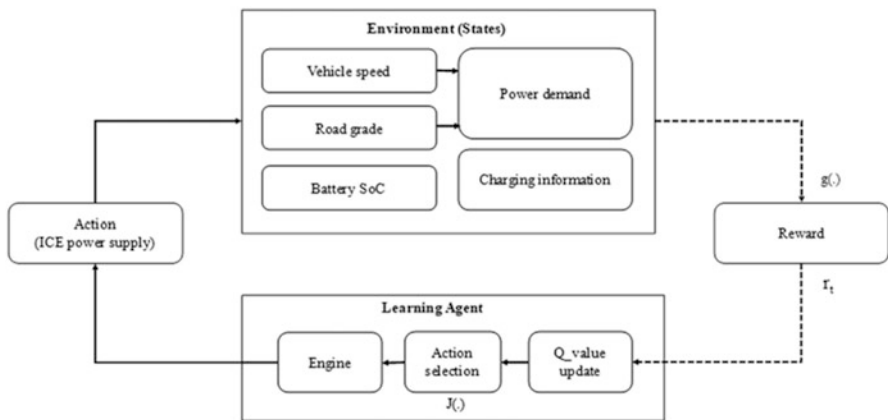 Environment (States)
Vehicle speed
Power demand
Road grade
Battery SoC
Charging information
g(.)
Action
(ICE power supply)
Reward
r_t
Learning Agent
Engine
Action
selection
Q_value
update
J(.)